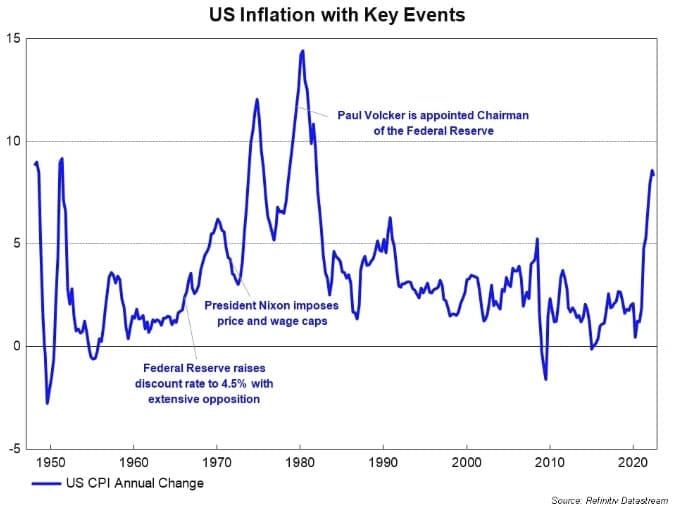 US Inflation with Key Events
15
10
5
0
-5
Paul Volcker is appointed Chairman
of the Federal Reserve
President Nixon imposes
price and wage caps
Federal Reserve raises
discount rate to 4.5% with
extensive opposition
1950 1960 1970 1980 1990 2000 2010 2020
US CPI Annual Change
Source: Refinitiv Datastream